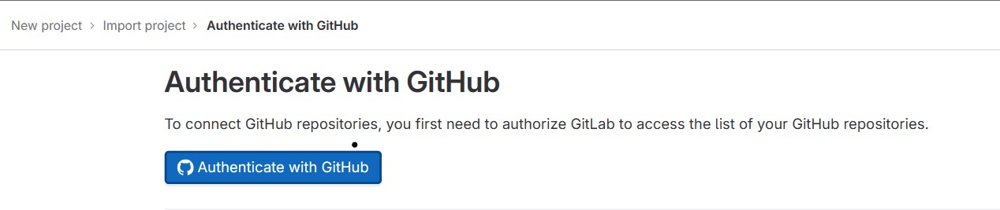 New project > Import project > Authenticate with GitHub
Authenticate with GitHub
To connect GitHub repositories, you first need to authorize GitLab to access the list of your GitHub repositories.
Authenticate with GitHub